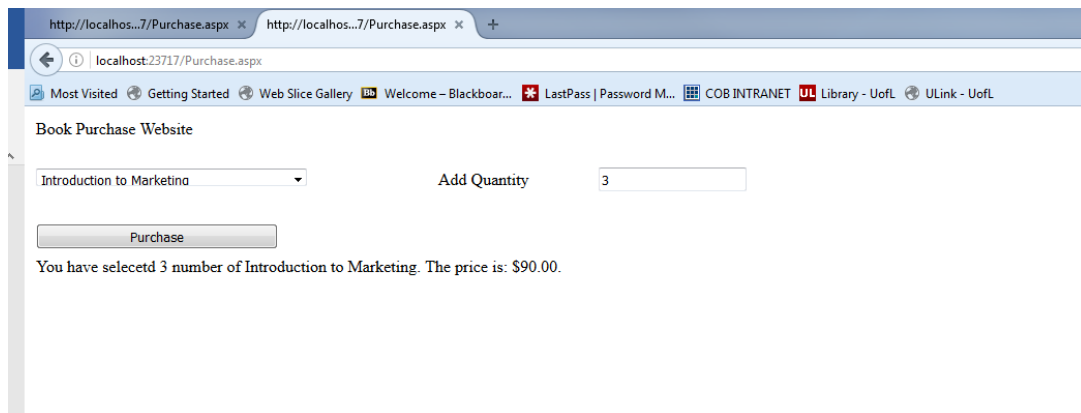 http://localhos...7/Purchase.aspx × http://localhos...7/Purchase.aspx × +
localhost:23717/Purchase.aspx
Most Visited Getting Started Web Slice Gallery Bb Welcome – Blackboar... LastPass | Password M... COB INTRANET UL Library - UofL ULink - UofL
Book Purchase Website
Introduction to Marketing Add Quantity 3
Purchase
You have selecetd 3 number of Introduction to Marketing. The price is: $90.00.